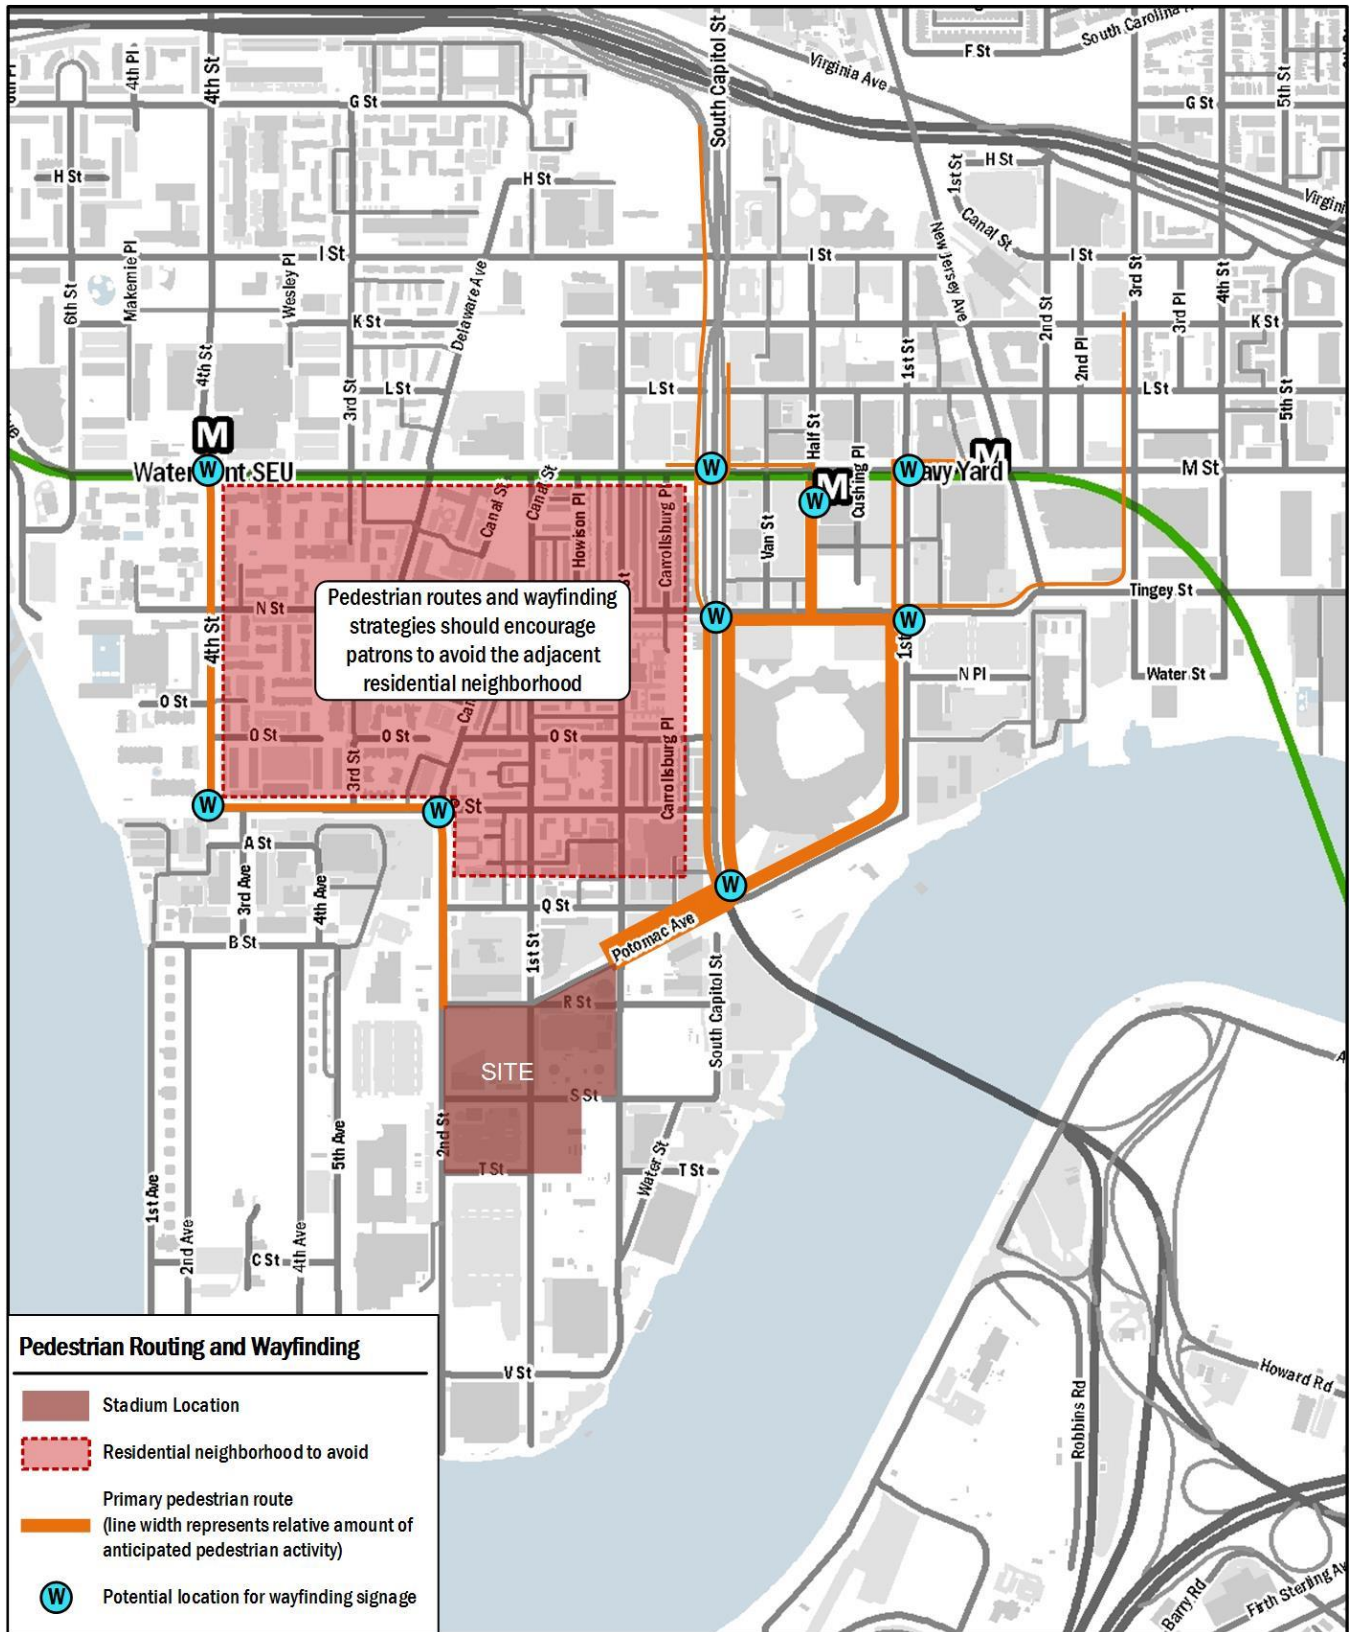 South Carolina A
F St
Virginia Ave
South Capitol St
4th Pl
4th St
5th St
G St
G St
H St
H St
H St
1st St
Canal St
Virgini
New Jersey Ave
I St
I St
I St
6th St
Makemie Pl
Wesley Pl
Delaware Ave
2nd St
3rd St
3rd Pl
4th St
K St
K St
4th St
1st St
2nd Pl
L St
L St
L St
3rd St
5th St
Half St
Cushing Pl
M
M
M
W
W
W
W
Water nt-SEU
avy Yard
M St
Canal St
Canal St
Howison Pl
Carrollsburg Pl
Van St
Tingey St
N St
4th St
Pedestrian routes and wayfinding
strategies should encourage
patrons to avoid the adjacent
residential neighborhood
W
W
1st
N Pl
Water St
O St
O St
O St
O St
3rd St
Carrollsburg Pl
W
W
P St
A St
3rd Ave
4th Ave
W
B St
Q St
Potomac Ave
1st St
R St
South Capitol St
SITE
S St
2nd St
5th Ave
T St
T St
Water St
1st Ave
2nd Ave
4th Ave
C St
V St
Howard Rd
Robbins Rd
Barry Rd
Firth Sterling Av
Pedestrian Routing and Wayfinding
Stadium Location
Residential neighborhood to avoid
Primary pedestrian route
(line width represents relative amount of
anticipated pedestrian activity)
W
Potential location for wayfinding signage